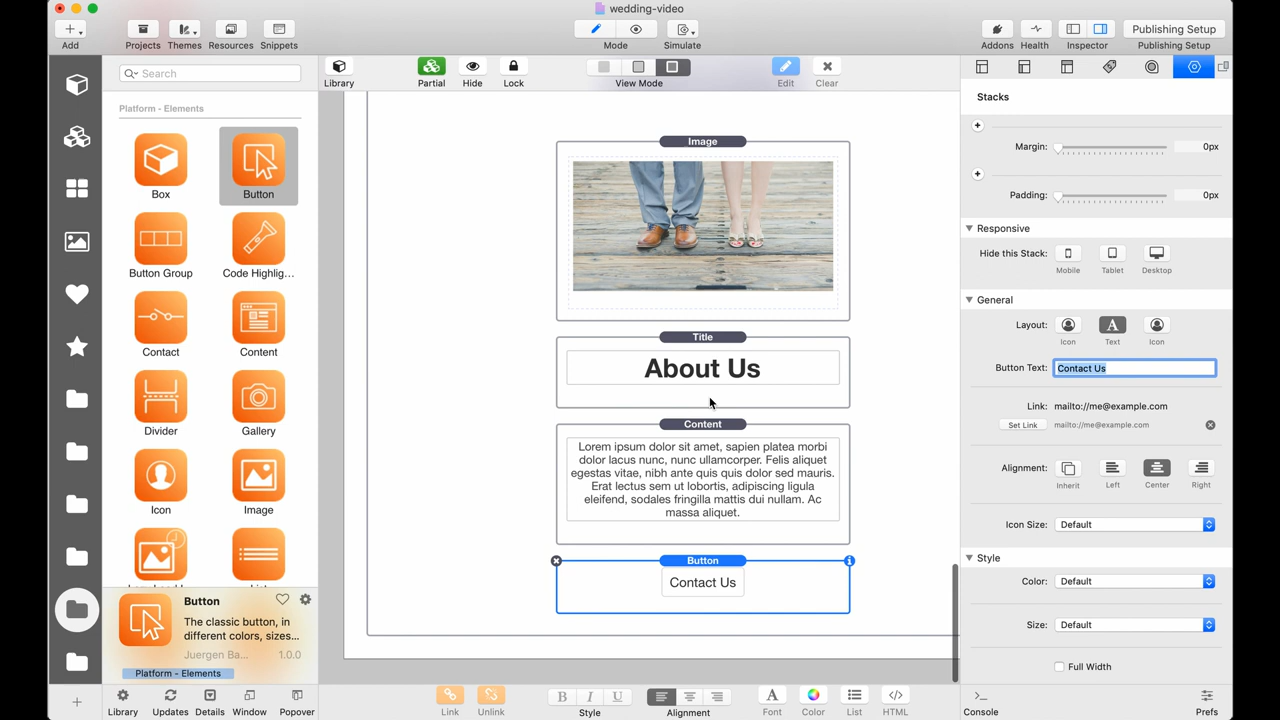 wedding-video
Add
Projects
Themes
Resources
Snippets
Mode
Simulate
Addons
Health
Inspector
Publishing Setup
Publishing Setup
Search
Library
Partial
Hide
Lock
View Mode
Edit
Clear
Platform - Elements
Box
Button
Button Group
Code Highlig...
Contact
Content
Divider
Gallery
Icon
Image
Button
The classic button, in
different colors, sizes...
Juergen Ba...
1.0.0
Platform - Elements
Library
Updates
Details
Window
Popover
Image
Title
About Us
Content
Lorem ipsum dolor sit amet, sapien platea morbi
dolor lacus nunc, nunc ullamcorper. Felis aliquet
egestas vitae, nibh ante quis quis dolor sed mauris.
Erat lectus sem ut lobortis, adipiscing ligula
eleifend, sodales fringilla mattis dui nullam. Ac
massa aliquet.
Button
Contact Us
Link
Unlink
B I U
Style
Alignment
A
Font
Color
List
HTML
Stacks
Margin:
0px
Padding:
0px
Responsive
Hide this Stack:
Mobile
Tablet
Desktop
General
Layout:
A
Icon
Text
Icon
Button Text:
Contact Us
Link:
mailto://me@example.com
Set Link
mailto://me@example.com
Alignment:
Inherit
Left
Center
Right
Icon Size:
Default
Style
Color:
Default
Size:
Default
Full Width
Console
Prefs